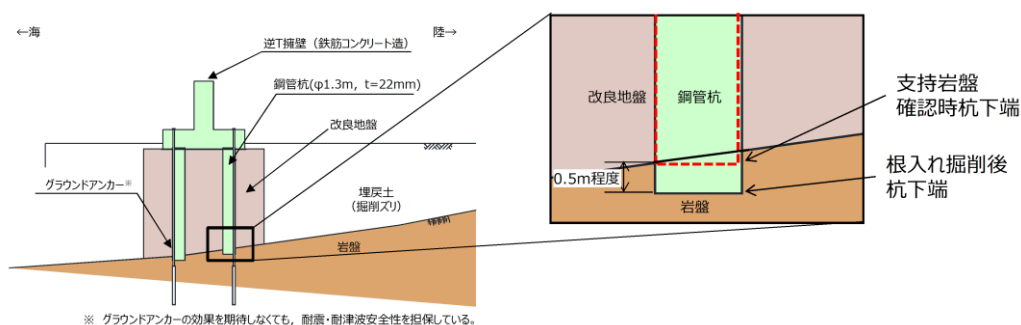 ←海
陸→
逆T擁壁（鉄筋コンクリート造）
鋼管杭(φ1.3m, t=22mm)
改良地盤
グラウンドアンカー※
埋戻土
（掘削ズリ）
岩盤
※ グラウンドアンカーの効果を期待しなくても，耐震・耐津波安全性を担保している。
改良地盤
鋼管杭
支持岩盤
確認時杭下端
0.5m程度
根入れ掘削後
杭下端
岩盤